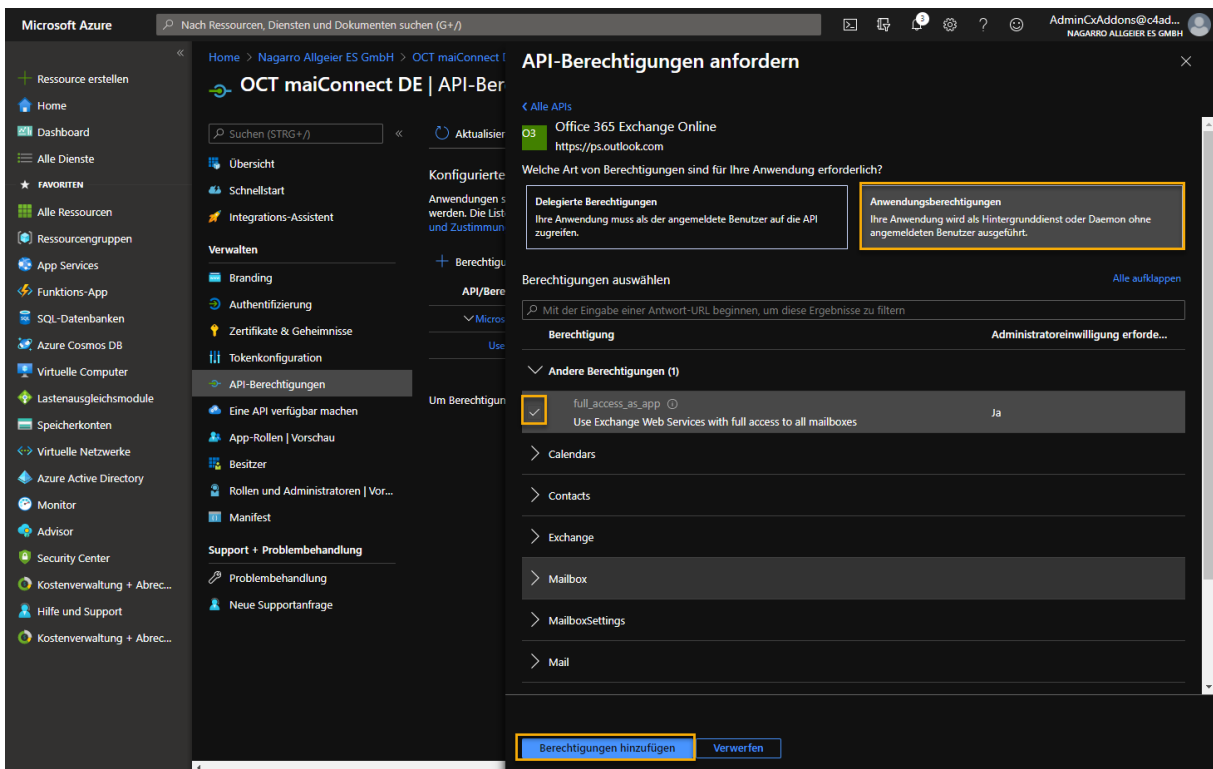 Microsoft Azure
Nach Ressourcen, Diensten und Dokumenten suchen (G+/)
AdminCxAddons@c4ad...
NAGARRO ALLGEIER ES GMBH
«
Ressource erstellen
Home
Dashboard
Alle Dienste
FAVORITEN
Alle Ressourcen
Ressourcengruppen
App Services
Funktions-App
SQL-Datenbanken
Azure Cosmos DB
Virtuelle Computer
Lastenausgleichsmodule
Speicherkonten
Virtuelle Netzwerke
Azure Active Directory
Monitor
Advisor
Security Center
Kostenverwaltung + Abrec...
Hilfe und Support
Kostenverwaltung + Abrec...
Home > Nagarro Allgeier ES GmbH > OCT maiConnect
OCT maiConnect DE | API-Ber
Suchen (STRG+/)
«
Übersicht
Schnellstart
Integrations-Assistent
Verwalten
Branding
Authentifizierung
Zertifikate & Geheimnisse
Tokenkonfiguration
API-Berechtigungen
Eine API verfügbar machen
App-Rollen | Vorschau
Besitzer
Rollen und Administratoren | Vor...
Manifest
Support + Problembehandlung
Problembehandlung
Neue Supportanfrage
Aktualisier
Konfigurierte
Anwendungen s
werden. Die List
und Zustimmun
Berechtigu
API/Bere
Micros
Use
Um Berechtigun
API-Berechtigungen anfordern
Alle APIs
O3
Office 365 Exchange Online
https://ps.outlook.com
Welche Art von Berechtigungen sind für Ihre Anwendung erforderlich?
Delegierte Berechtigungen
Ihre Anwendung muss als der angemeldete Benutzer auf die API
zugreifen.
Anwendungsberechtigungen
Ihre Anwendung wird als Hintergrunddienst oder Daemon ohne
angemeldeten Benutzer ausgeführt.
Berechtigungen auswählen
Alle aufklappen
Mit der Eingabe einer Antwort-URL beginnen, um diese Ergebnisse zu filtern
Berechtigung
Administratoreinwilligung erforde...
Andere Berechtigungen (1)
full_access_as_app
Use Exchange Web Services with full access to all mailboxes
Ja
Calendars
Contacts
Exchange
Mailbox
MailboxSettings
Mail
Berechtigungen hinzufügen
Verwerfen